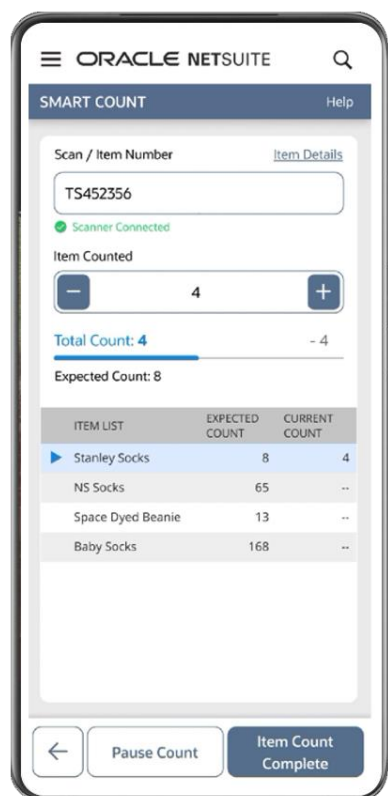 ORACLE NETSUITE
SMART COUNT Help
Scan / Item Number Item Details
TS452356
Scanner Connected
Item Counted
− 4 +
Total Count: 4 - 4
Expected Count: 8
ITEM LIST EXPECTED COUNT CURRENT COUNT
Stanley Socks 8 4
NS Socks 65 --
Space Dyed Beanie 13 --
Baby Socks 168 --
Pause Count Item Count Complete